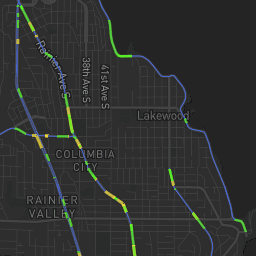 Rainier Ave S
38th Ave S
41st Ave S
Lakewood
COLUMBIA
CITY
RAINIER
VALLEY